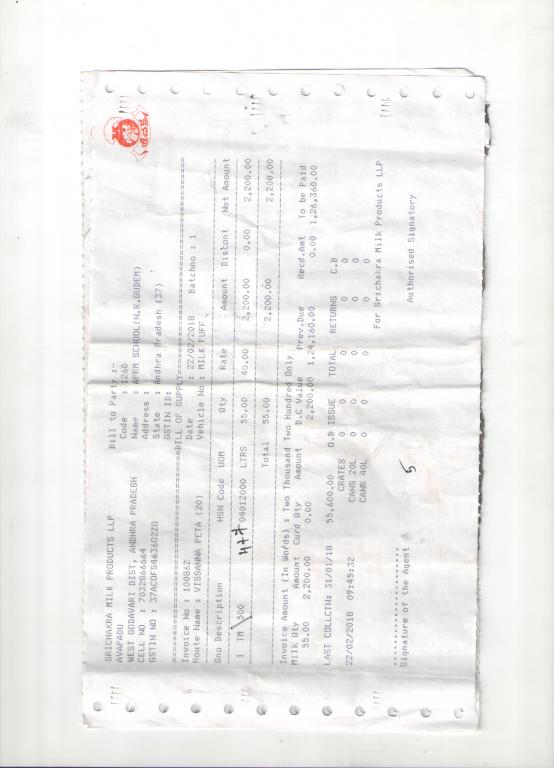 SRICHAKRA MILK PRODUCTS LLP
AVAPADU
WEST GODAVARI DIST, ANDHRA PRADESH
CELL NO : 7032866664
GSTIN NO : 37ACOFS4636G2Z0
Bill to Party :-
Code : 1260
Name : APRM SCHOOL(N.R.GUDEM)
Address :
State : Andhra Pradesh (37)
GSTIN ID:
BILL OF SUPPLY
Invoice No : 100862 Date : 22/02/2018 Batchno : 1
Route Name : VISSANNA PETA (20) Vehicle No : MILK PUFF
Sno Description HSN Code UOM Qty Rate Amount Discont Net Amount
1 TM 500 04012000 LTRS 55.00 40.00 2,200.00 0.00 2,200.00
Total 55.00 2,200.00 2,200.00
Invoice Amount (In Words) : Two Thousand Two Hundred Only
Milk Qty Amount Curd Qty Amount D.C Value Prev.Due Recd.Amt To be Paid
55.00 2,200.00 0.00 2,200.00 1,24,160.00 0.00 1,26,360.00
LAST COLLCTN: 31/01/18 55,600.00 O.B ISSUE TOTAL RETURNS C.B
CRATES 0 0 0 0 0
22/02/2018 09:45:32 CANS 20L 0 0 0 0 0
CANS 40L 0 0 0 0 0
For Srichakra Milk Products LLP
5
Signature of the Agent
Authorised Signatory